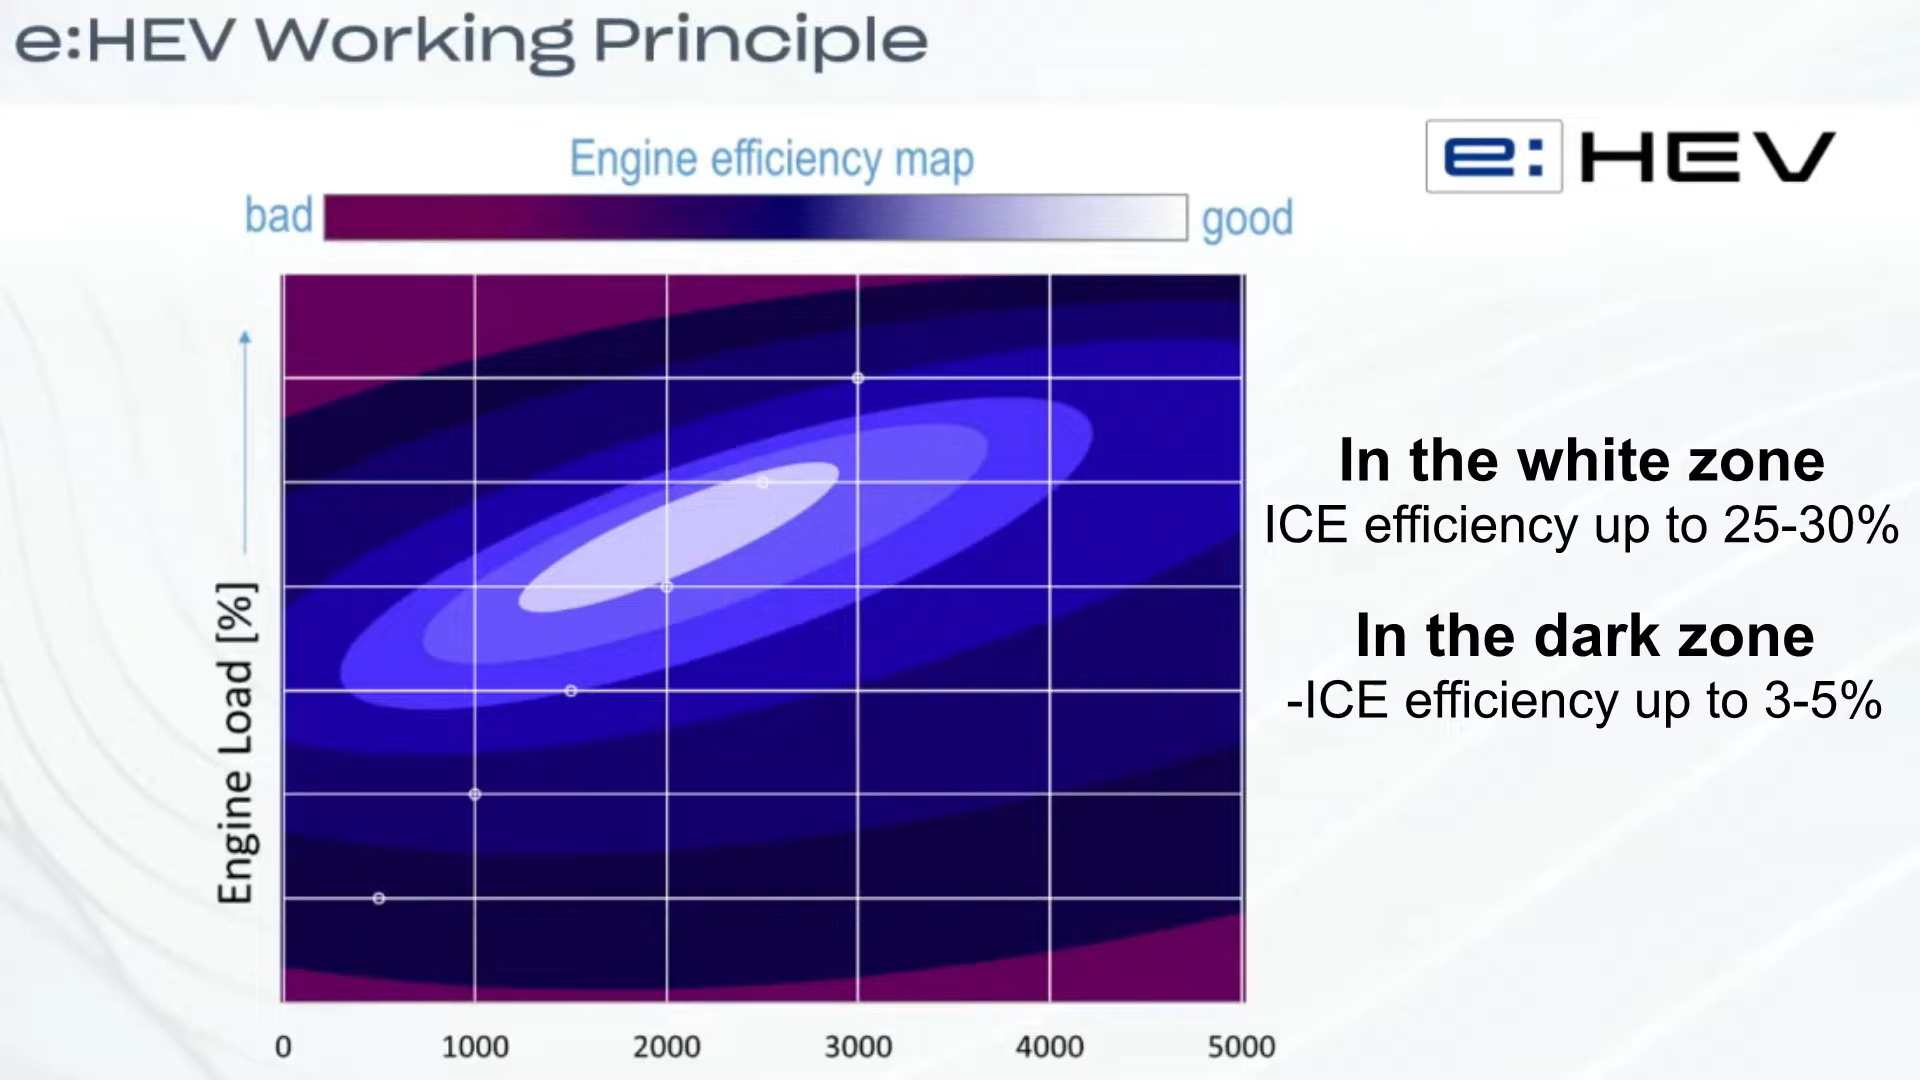 e:HEV Working Principle
Engine efficiency map
bad
good
e:HEV
Engine Load [%]
In the white zone
ICE efficiency up to 25-30%
In the dark zone
-ICE efficiency up to 3-5%
0 1000 2000 3000 4000 5000